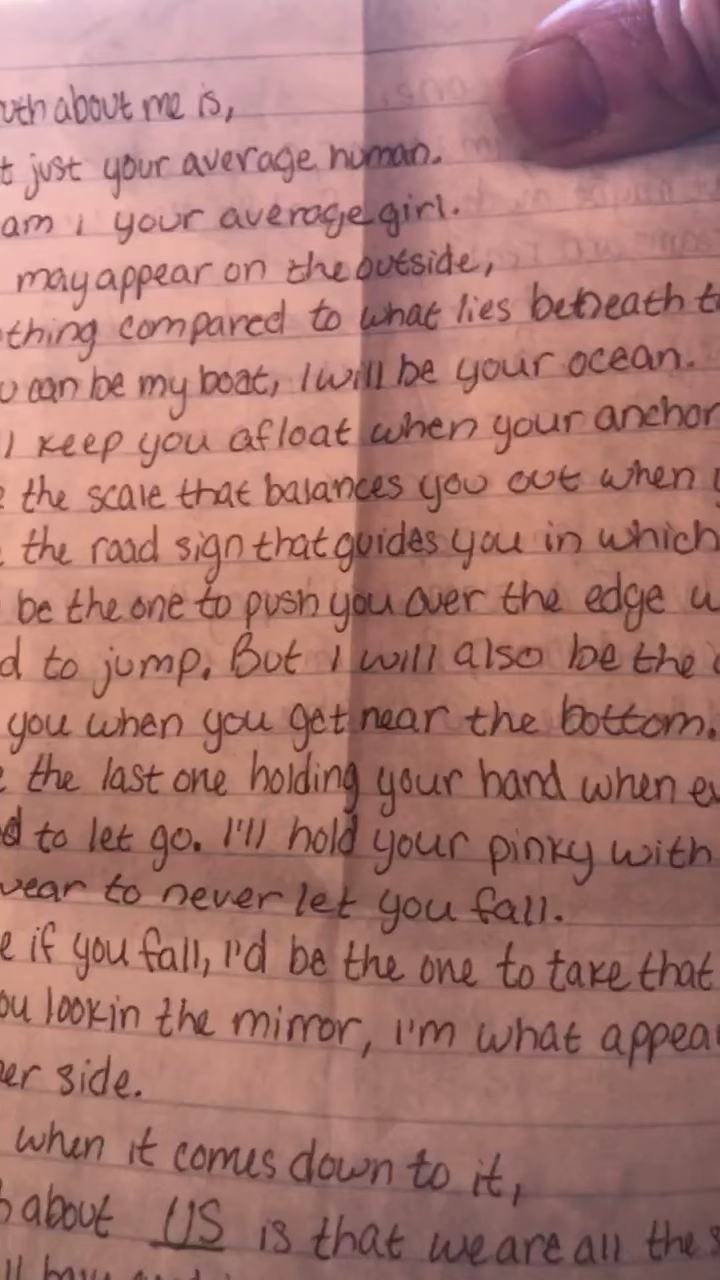 uth about me is,
t just your average human.
am i your average girl.
may appear on the outside,
thing compared to what lies beneath t
u can be my boat, I will be your ocean.
l keep you afloat when your anchor
e the scale that balances you out when
e the road sign that guides you in which
be the one to push you over the edge w
d to jump. But I will also be the
you when you get near the bottom.
e the last one holding your hand when ev
d to let go. I'll hold your pinky with
wear to never let you fall.
e if you fall, I'd be the one to take that
ou look in the mirror, I'm what appea
er side.
when it comes down to it,
h about US is that we are all the s